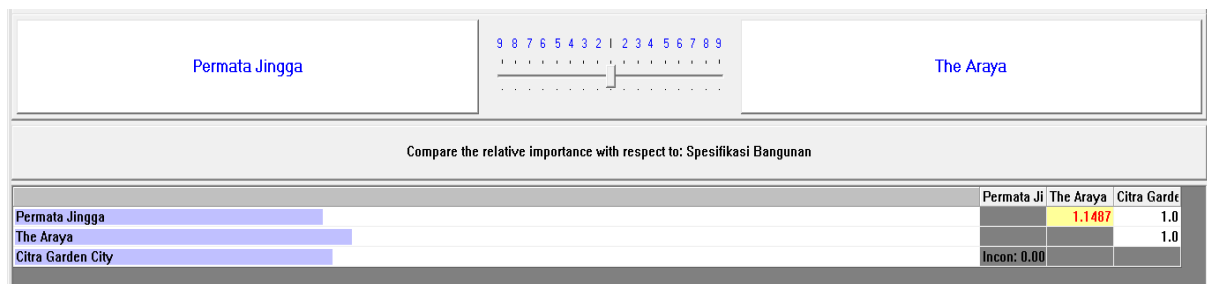 9 8 7 6 5 4 3 2 1 2 3 4 5 6 7 8 9
Permata Jingga
The Araya
Compare the relative importance with respect to: Spesifikasi Bangunan
Permata Ji The Araya Citra Garde
Permata Jingga 1.1487 1.0
The Araya 1.0
Citra Garden City Incon: 0.00